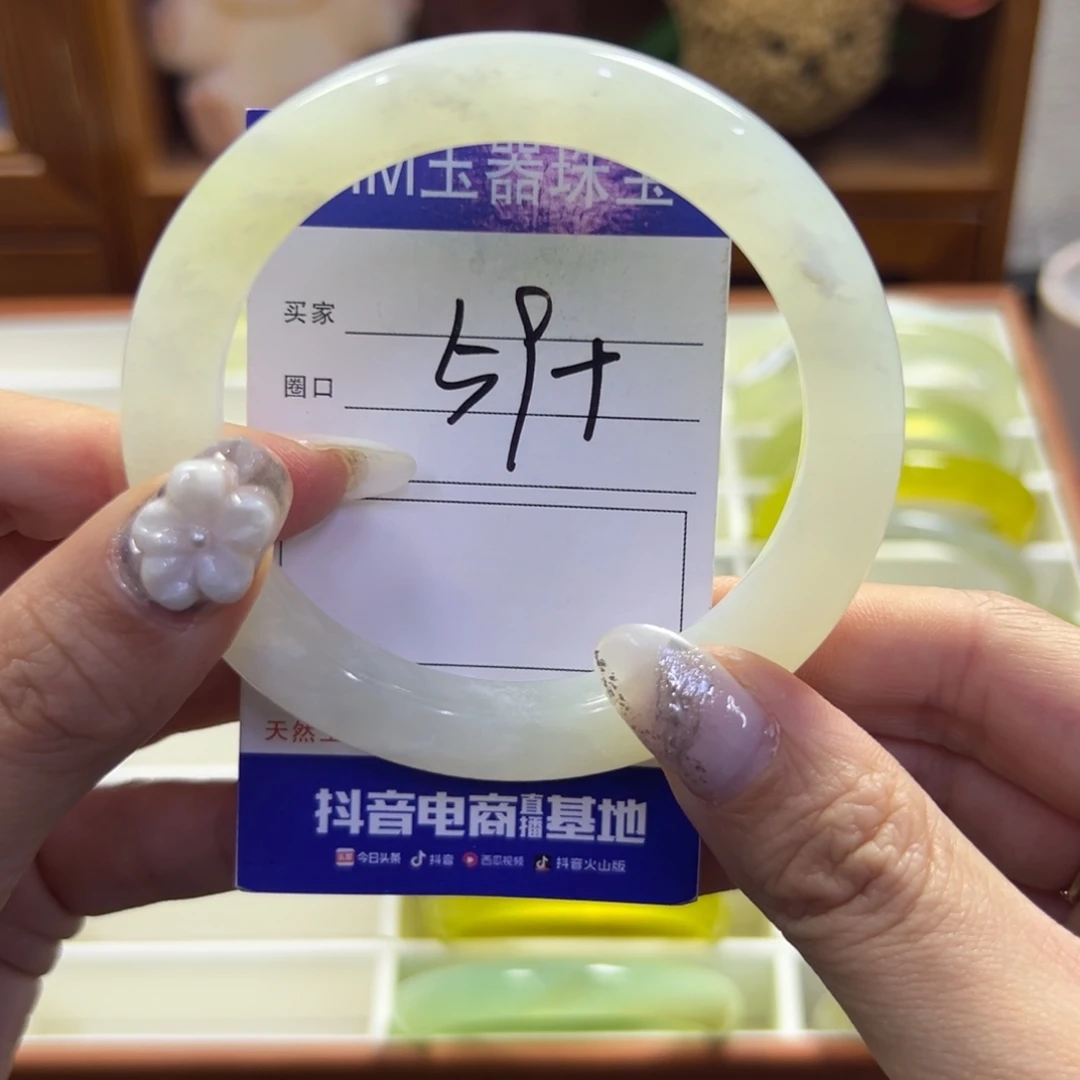 玉器珠宝
买家
59+
圈口
天然
抖音电商直播基地
今日头条 抖音 西瓜视频 抖音火山版